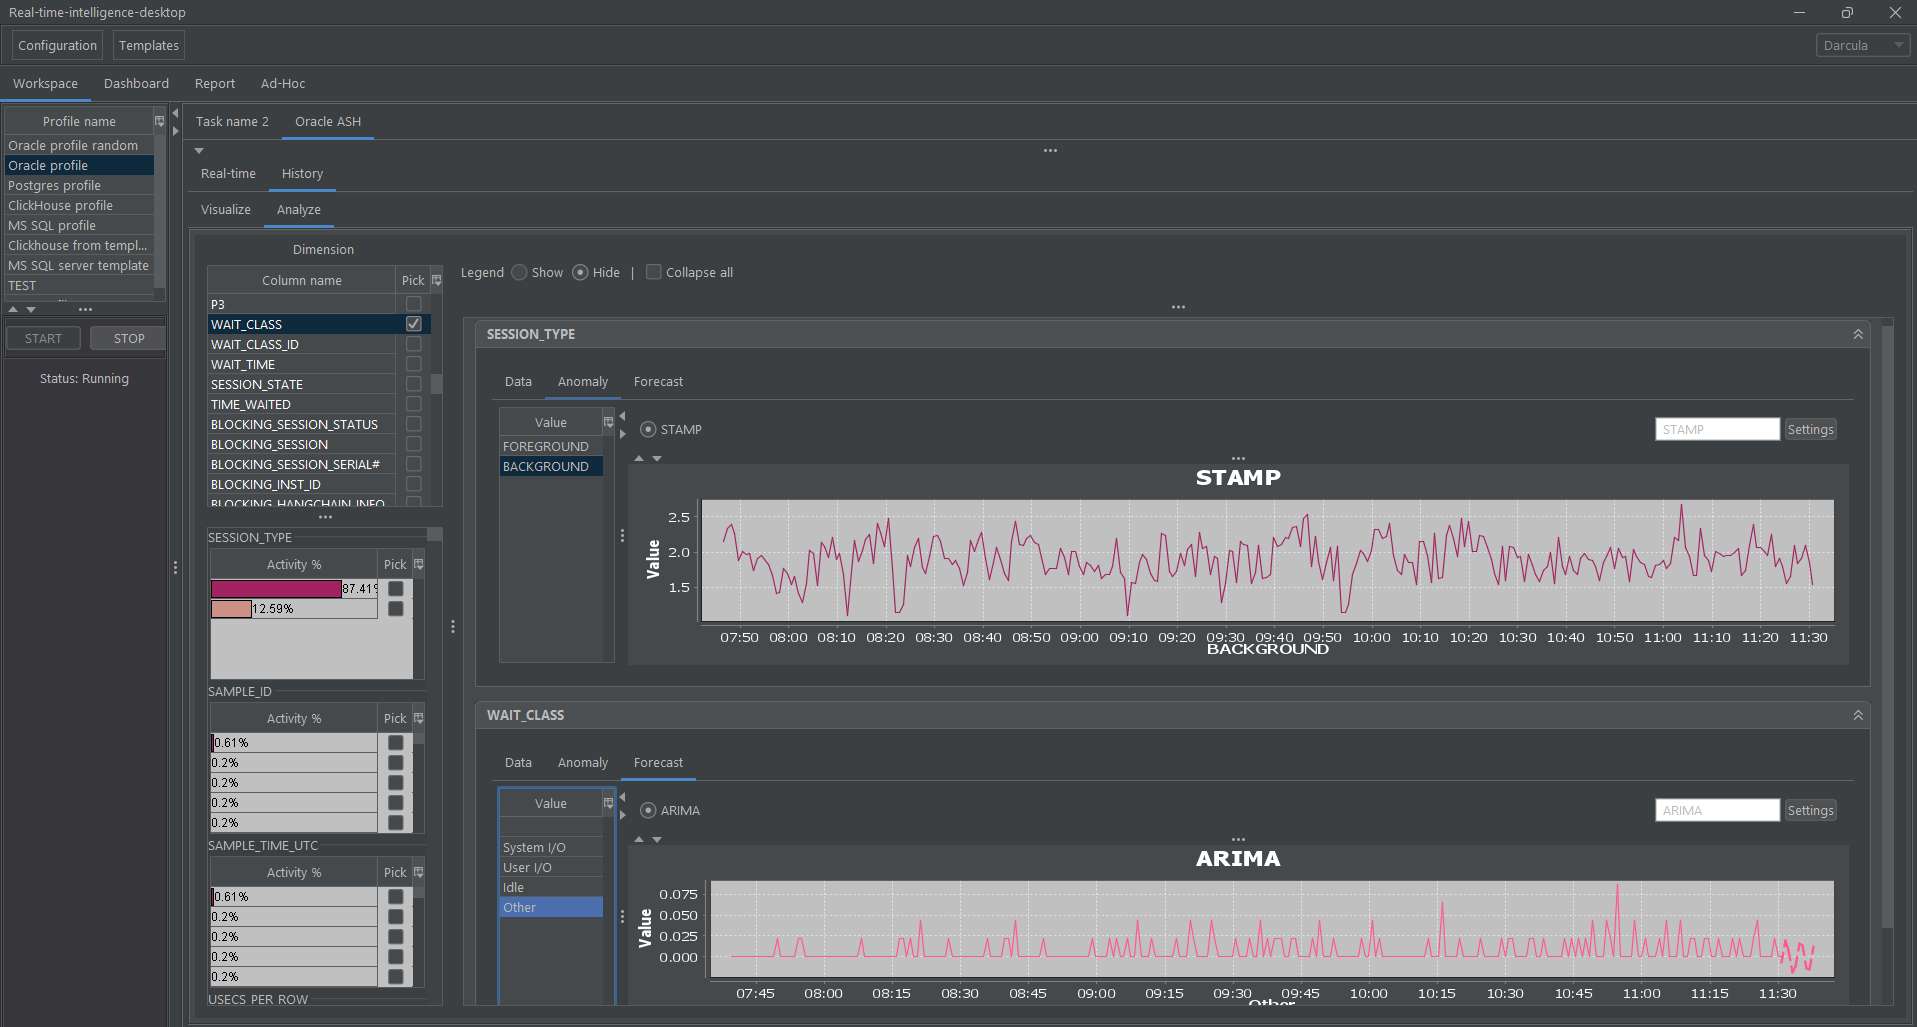 Real-time-intelligence-desktop
Configuration
Templates
Darcula
Workspace
Dashboard
Report
Ad-Hoc
Profile name
Oracle profile random
Oracle profile
Postgres profile
ClickHouse profile
MS SQL profile
Clickhouse from templ...
MS SQL server template
TEST
START
STOP
Status: Running
Task name 2
Oracle ASH
Real-time
History
Visualize
Analyze
Dimension
Column name
Pick
P3
WAIT_CLASS
WAIT_CLASS_ID
WAIT_TIME
SESSION_STATE
TIME_WAITED
BLOCKING_SESSION_STATUS
BLOCKING_SESSION
BLOCKING_SESSION_SERIAL#
BLOCKING_INST_ID
BLOCKING_HANGCHAIN_INFO
SESSION_TYPE
Activity %
Pick
87.41%
12.59%
SAMPLE_ID
Activity %
Pick
0.61%
0.2%
0.2%
0.2%
0.2%
SAMPLE_TIME_UTC
Activity %
Pick
0.61%
0.2%
0.2%
0.2%
0.2%
USECS PER ROW
Legend
Show
Hide
|
Collapse all
SESSION_TYPE
Data
Anomaly
Forecast
Value
FOREGROUND
BACKGROUND
STAMP
STAMP
Settings
STAMP
Value
2.5
2.0
1.5
07:50 08:00 08:10 08:20 08:30 08:40 08:50 09:00 09:10 09:20 09:30 09:40 09:50 10:00 10:10 10:20 10:30 10:40 10:50 11:00 11:10 11:20 11:30
BACKGROUND
WAIT_CLASS
Data
Anomaly
Forecast
Value
System I/O
User I/O
Idle
Other
ARIMA
ARIMA
Settings
ARIMA
Value
0.075
0.050
0.025
0.000
07:45 08:00 08:15 08:30 08:45 09:00 09:15 09:30 09:45 10:00 10:15 10:30 10:45 11:00 11:15 11:30
Other